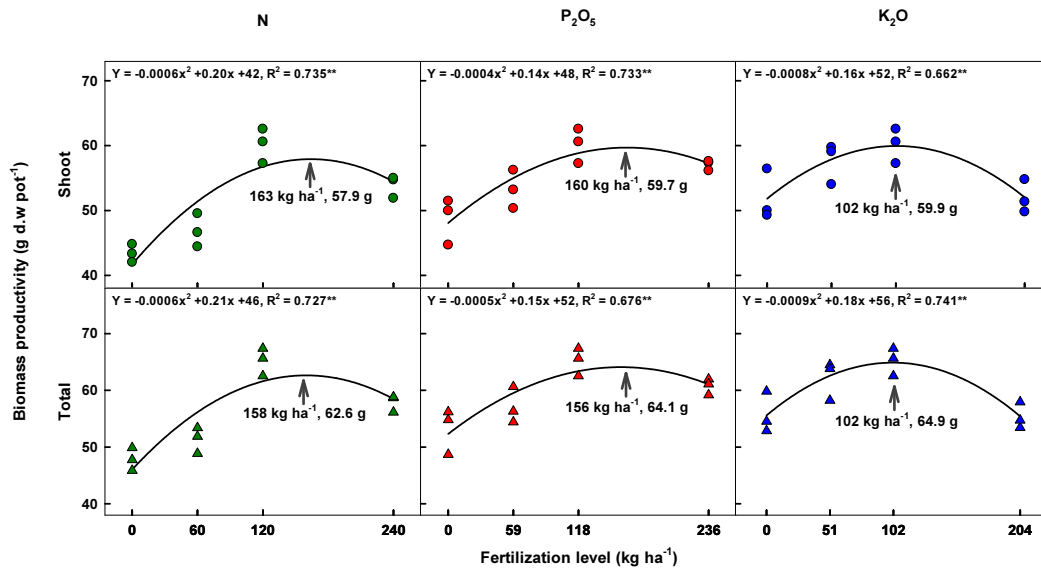 N
P₂O₅
K₂O
Biomass productivity (g d.w pot⁻¹)
Shoot
Y = -0.0006x² +0.20x +42, R² = 0.735**
Y = -0.0004x² +0.14x +48, R² = 0.733**
Y = -0.0008x² +0.16x +52, R² = 0.662**
70
60
50
40
163 kg ha⁻¹, 57.9 g
160 kg ha⁻¹, 59.7 g
102 kg ha⁻¹, 59.9 g
Total
Y = -0.0006x² +0.21x +46, R² = 0.727**
Y = -0.0005x² +0.15x +52, R² = 0.676**
Y = -0.0009x² +0.18x +56, R² = 0.741**
70
60
50
40
158 kg ha⁻¹, 62.6 g
156 kg ha⁻¹, 64.1 g
102 kg ha⁻¹, 64.9 g
0 60 120 240
0 59 118 236
0 51 102 204
Fertilization level (kg ha⁻¹)